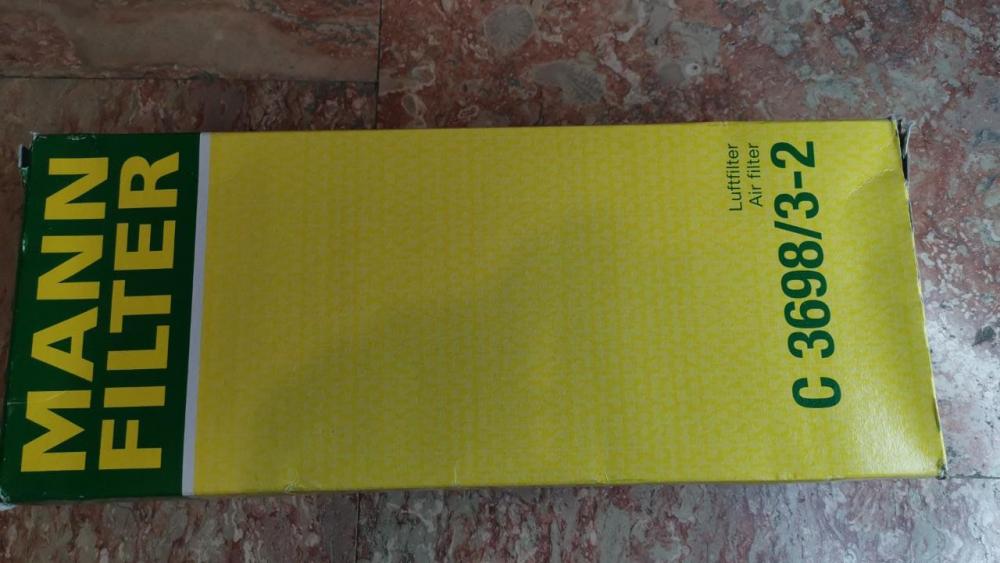 MANN
FILTER
Luftfilter
Air filter
C 3698/3-2